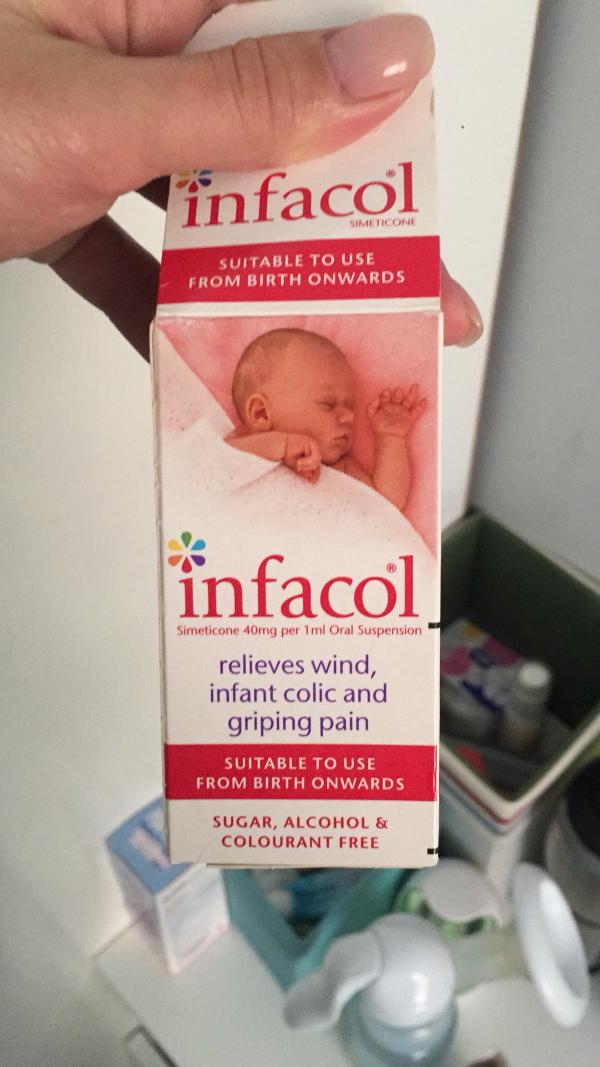 infacol®
SIMETICONE
SUITABLE TO USE
FROM BIRTH ONWARDS
infacol®
Simeticone 40mg per 1ml Oral Suspension
relieves wind,
infant colic and
griping pain
SUITABLE TO USE
FROM BIRTH ONWARDS
SUGAR, ALCOHOL &
COLOURANT FREE